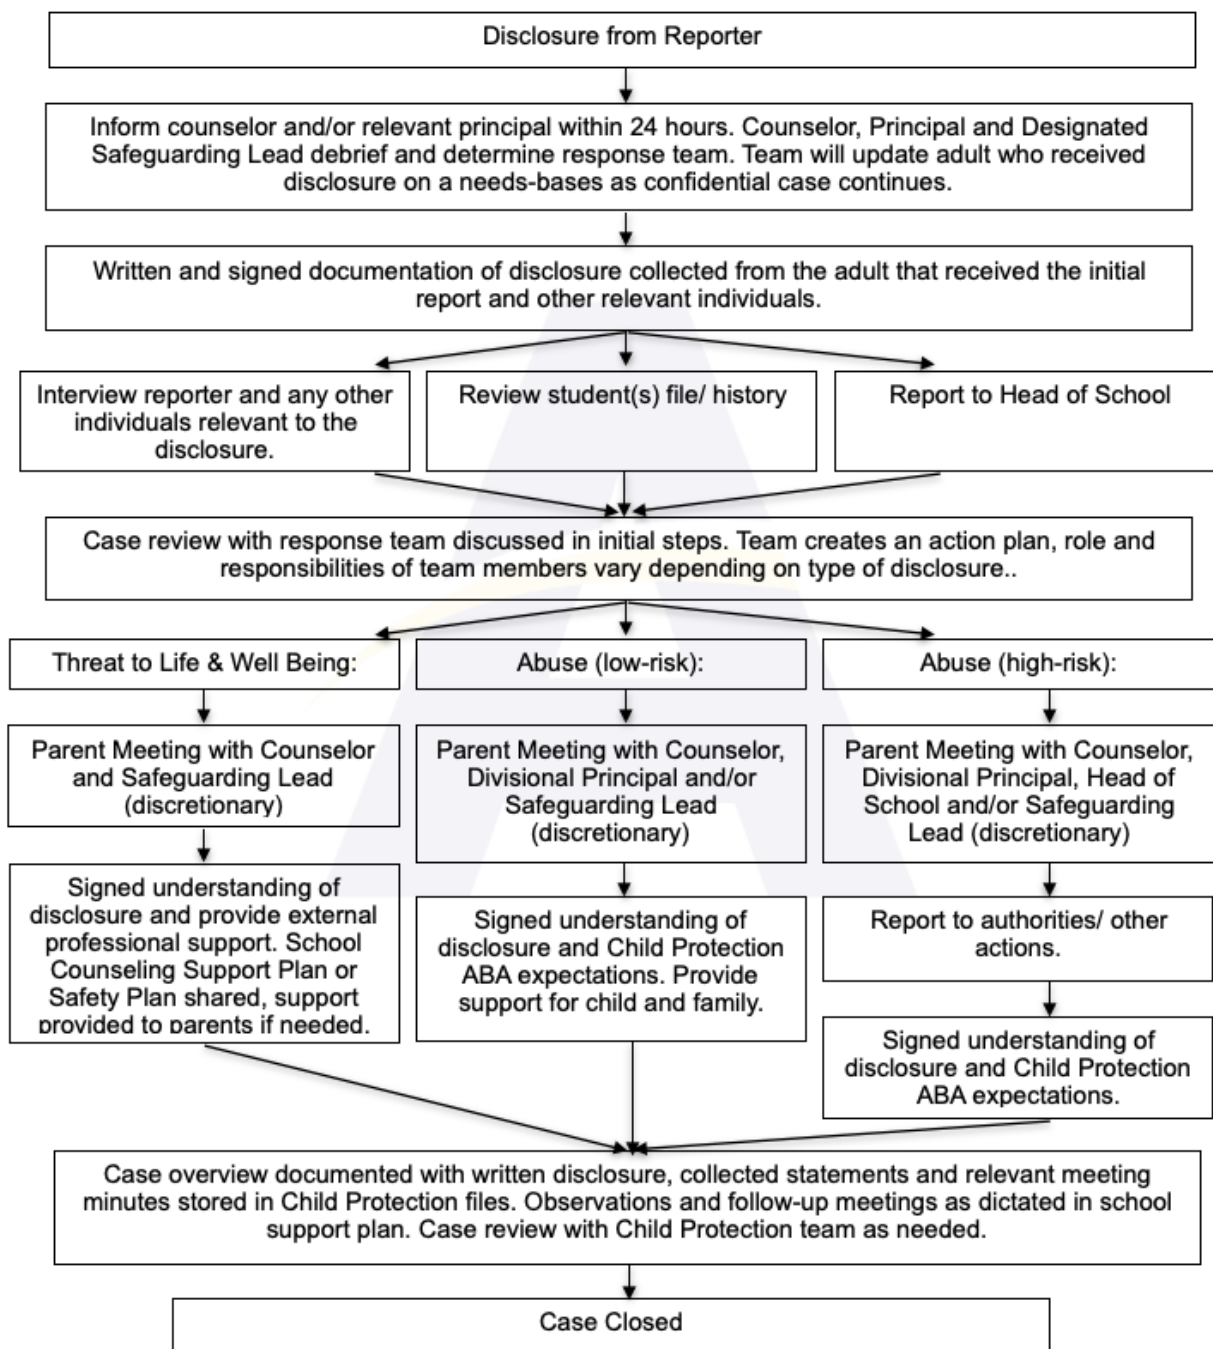 Disclosure from Reporter
Inform counselor and/or relevant principal within 24 hours. Counselor, Principal and Designated
Safeguarding Lead debrief and determine response team. Team will update adult who received
disclosure on a needs-bases as confidential case continues.
Written and signed documentation of disclosure collected from the adult that received the initial
report and other relevant individuals.
Interview reporter and any other
individuals relevant to the
disclosure.
Review student(s) file/ history
Report to Head of School
Case review with response team discussed in initial steps. Team creates an action plan, role and
responsibilities of team members vary depending on type of disclosure..
Threat to Life & Well Being:
Parent Meeting with Counselor
and Safeguarding Lead
(discretionary)
Signed understanding of
disclosure and provide external
professional support. School
Counseling Support Plan or
Safety Plan shared, support
provided to parents if needed.
Abuse (low-risk):
Parent Meeting with Counselor,
Divisional Principal and/or
Safeguarding Lead
(discretionary)
Signed understanding of
disclosure and Child Protection
ABA expectations. Provide
support for child and family.
Abuse (high-risk):
Parent Meeting with Counselor,
Divisional Principal, Head of
School and/or Safeguarding
Lead (discretionary)
Report to authorities/ other
actions.
Signed understanding of
disclosure and Child Protection
ABA expectations.
Case overview documented with written disclosure, collected statements and relevant meeting
minutes stored in Child Protection files. Observations and follow-up meetings as dictated in school
support plan. Case review with Child Protection team as needed.
Case Closed